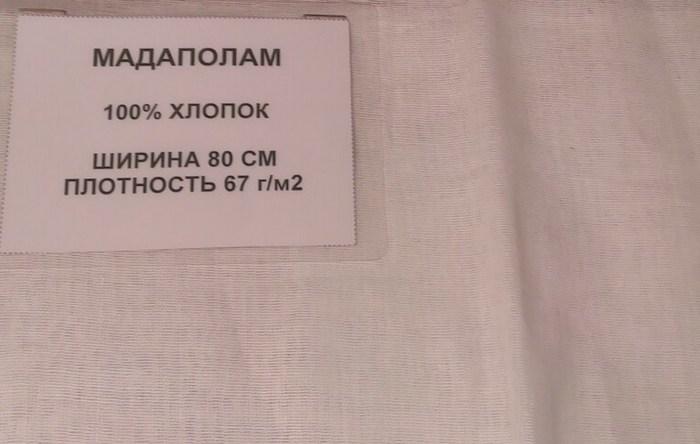 МАДАПОЛАМ
100% ХЛОПОК
ШИРИНА 80 СМ
ПЛОТНОСТЬ 67 г/м2